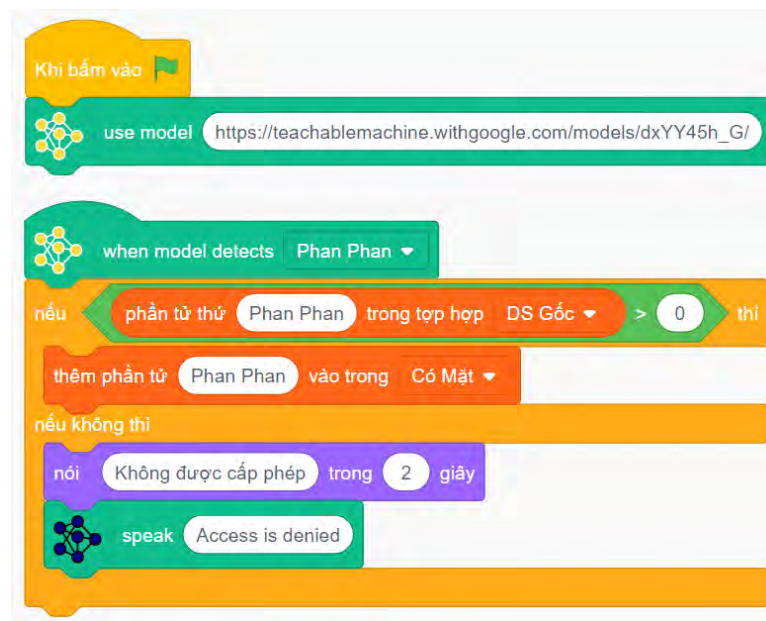 Khi bấm vào
use model https://teachablemachine.withgoogle.com/models/dxYY45h_G/
when model detects Phan Phan
nếu phần tử thứ Phan Phan trong tợp hợp DS Gốc > 0 thì
thêm phần tử Phan Phan vào trong Có Mặt
nếu không thì
nói Không được cấp phép trong 2 giây
speak Access is denied